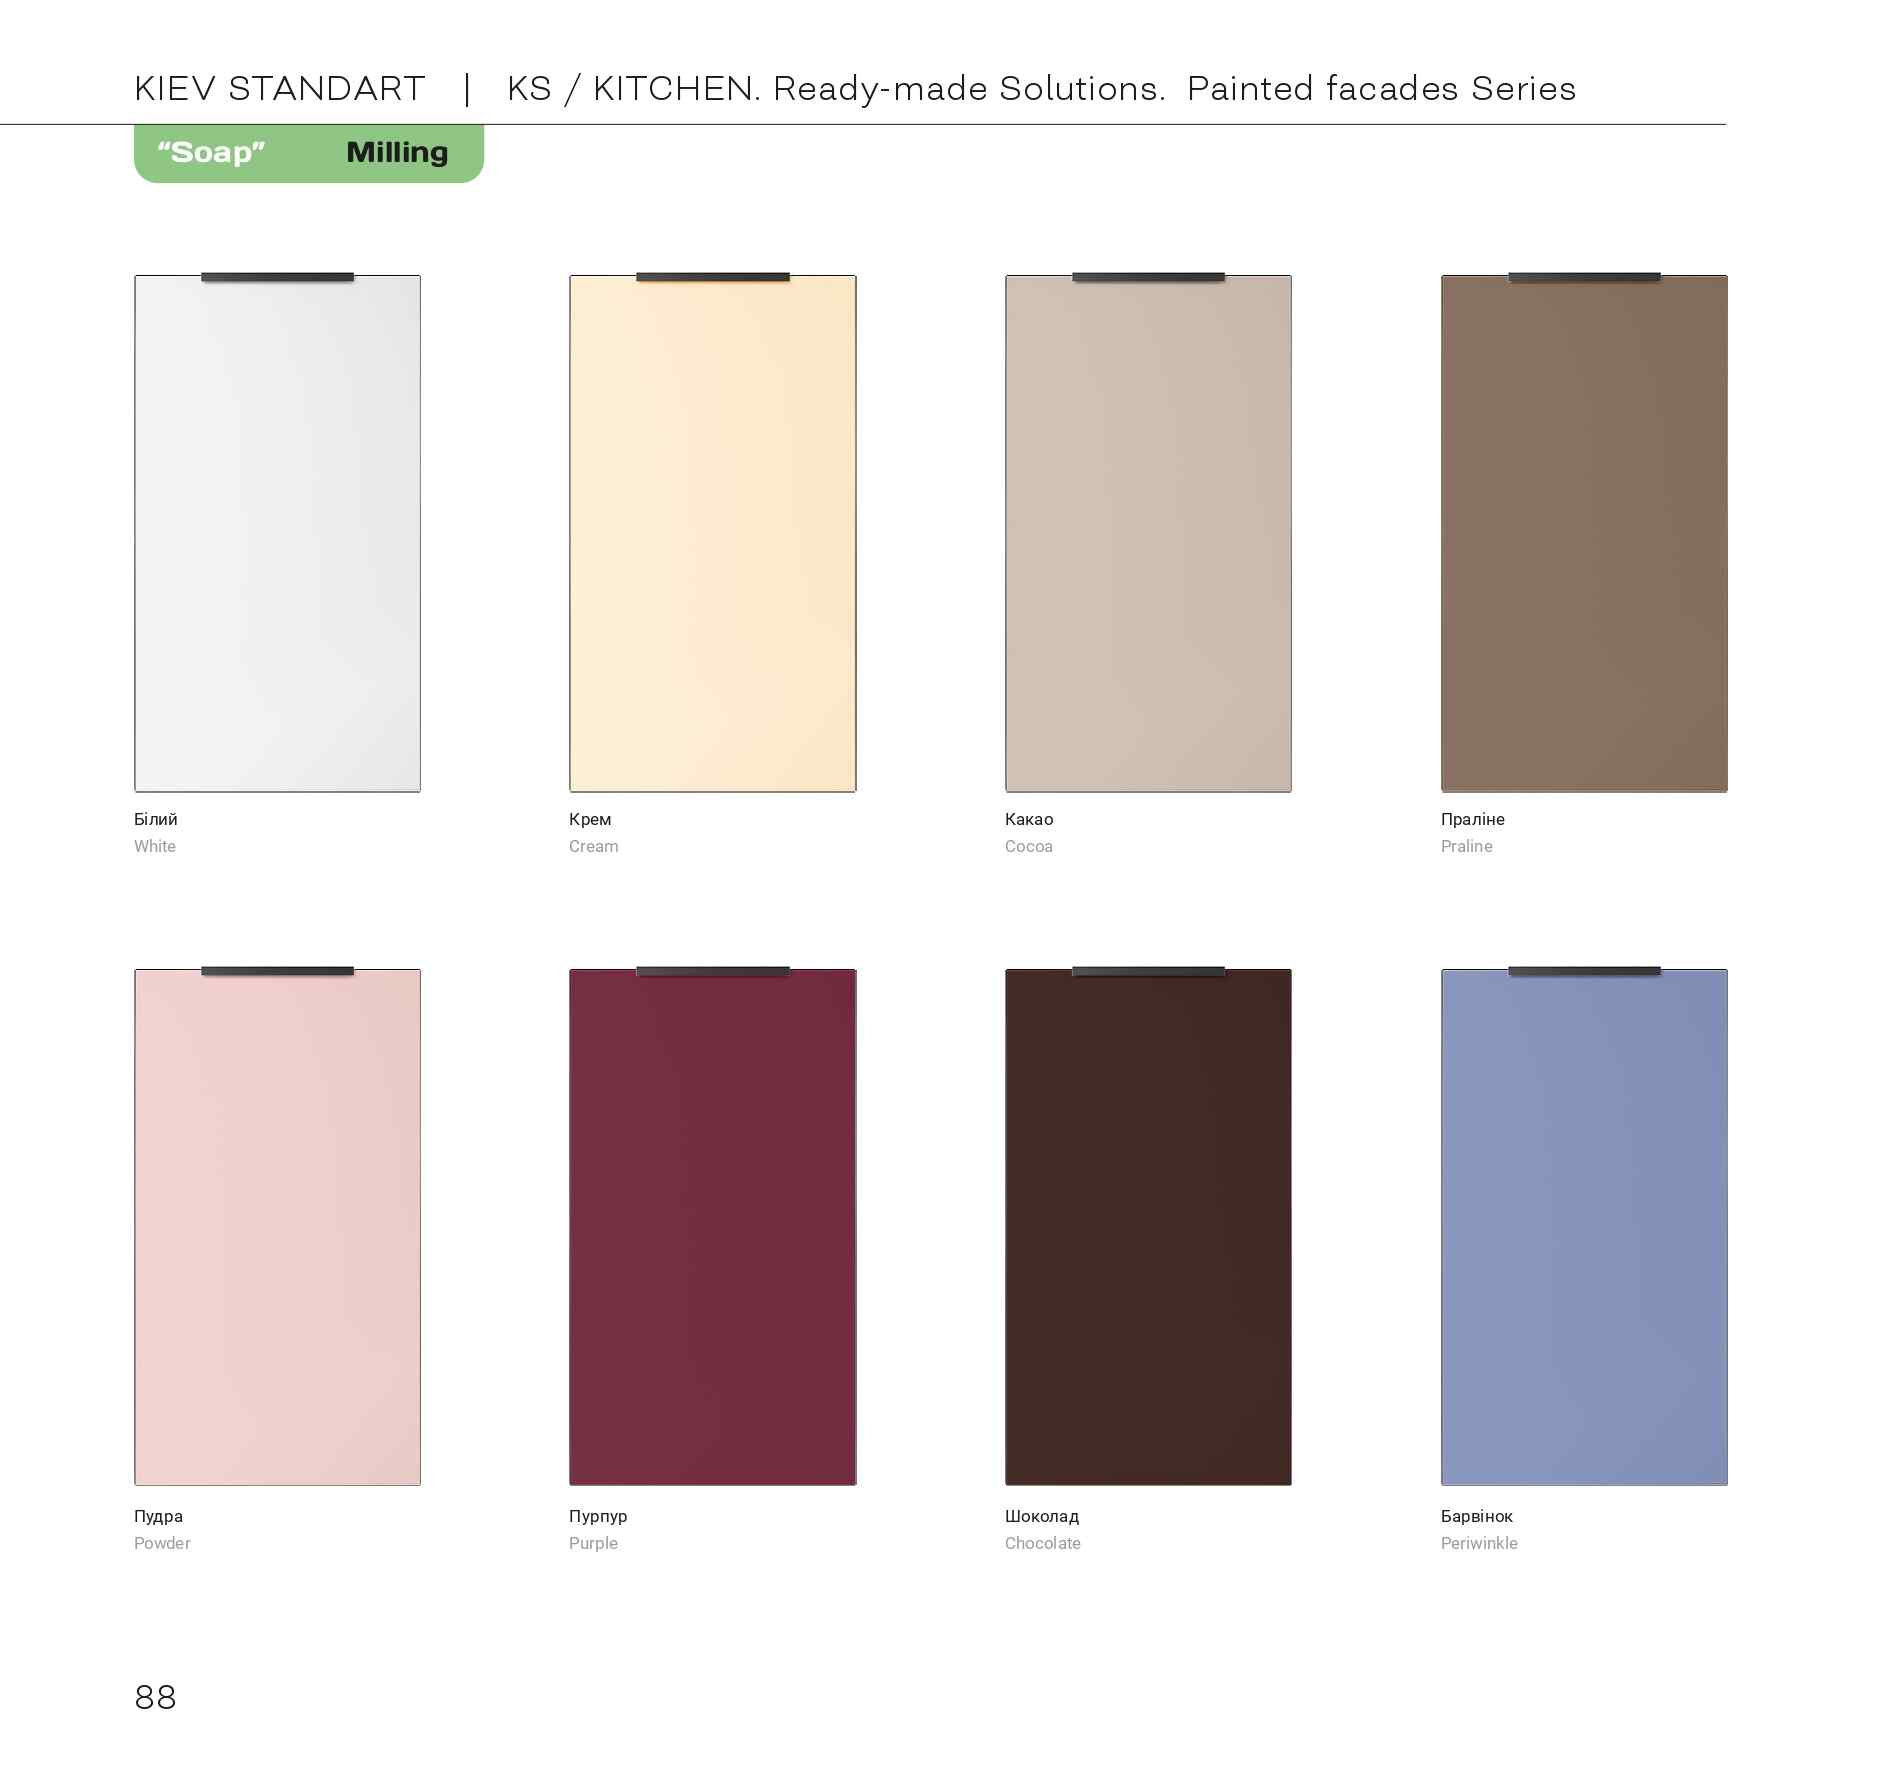 KIEV STANDART | KS / KITCHEN. Ready-made Solutions. Painted facades Series
“Soap” Milling
Білий
White
Крем
Cream
Какао
Cocoa
Праліне
Praline
Пудра
Powder
Пурпур
Purple
Шоколад
Chocolate
Барвінок
Periwinkle
88